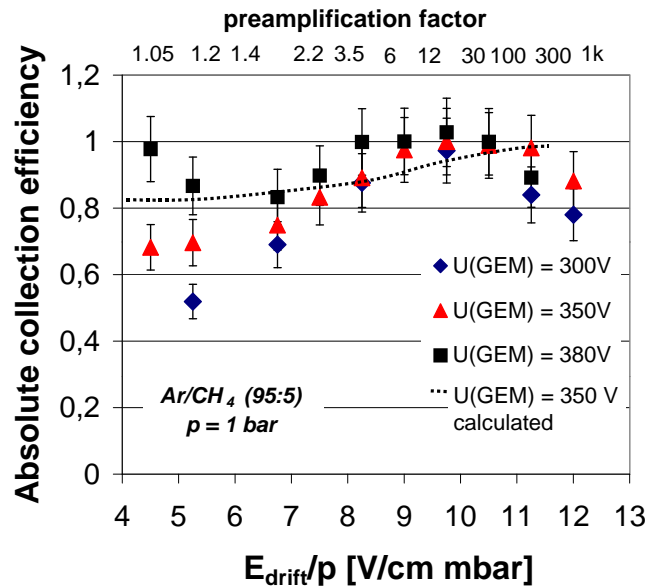 preamplification factor
1.05 1.2 1.4 2.2 3.5 6 12 30 100 300 1k
Absolute collection efficiency
1,2
1
0,8
0,6
0,4
0,2
0
U(GEM) = 300V
U(GEM) = 350V
U(GEM) = 380V
U(GEM) = 350 V
calculated
Ar/CH₄ (95:5)
p = 1 bar
4 5 6 7 8 9 10 11 12 13
E_drift/p [V/cm mbar]